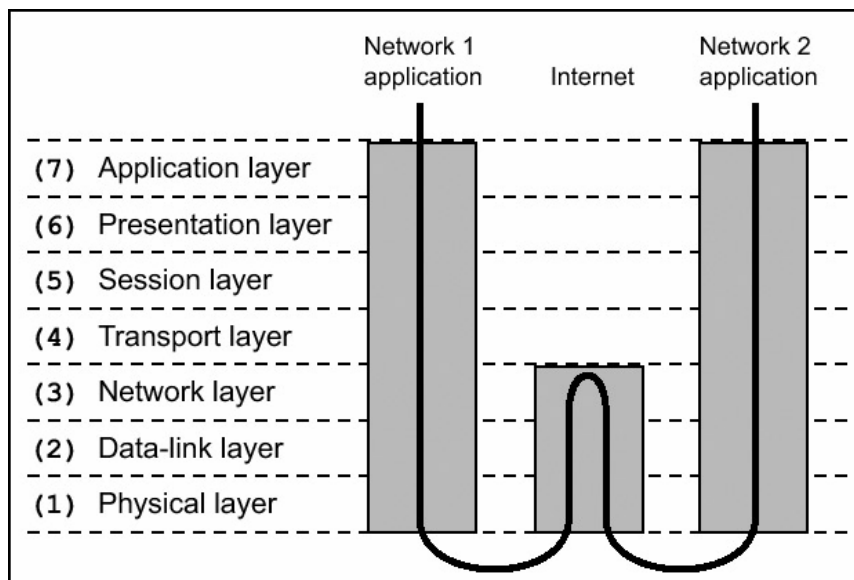 Network 1
application
Internet
Network 2
application
(7) Application layer
(6) Presentation layer
(5) Session layer
(4) Transport layer
(3) Network layer
(2) Data-link layer
(1) Physical layer